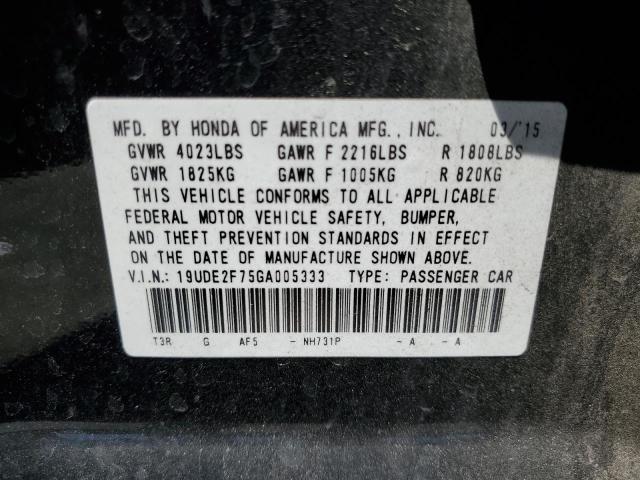 MFD. BY HONDA OF AMERICA MFG., INC. 03/'15
GVWR 4023LBS GAWR F 2216LBS R 1808LBS
GVWR 1825KG GAWR F 1005KG R 820KG
THIS VEHICLE CONFORMS TO ALL APPLICABLE
FEDERAL MOTOR VEHICLE SAFETY, BUMPER,
AND THEFT PREVENTION STANDARDS IN EFFECT
ON THE DATE OF MANUFACTURE SHOWN ABOVE.
V.I.N.: 19UDE2F75GA005333 TYPE: PASSENGER CAR
T3R G AF5 - NH731P - A - A